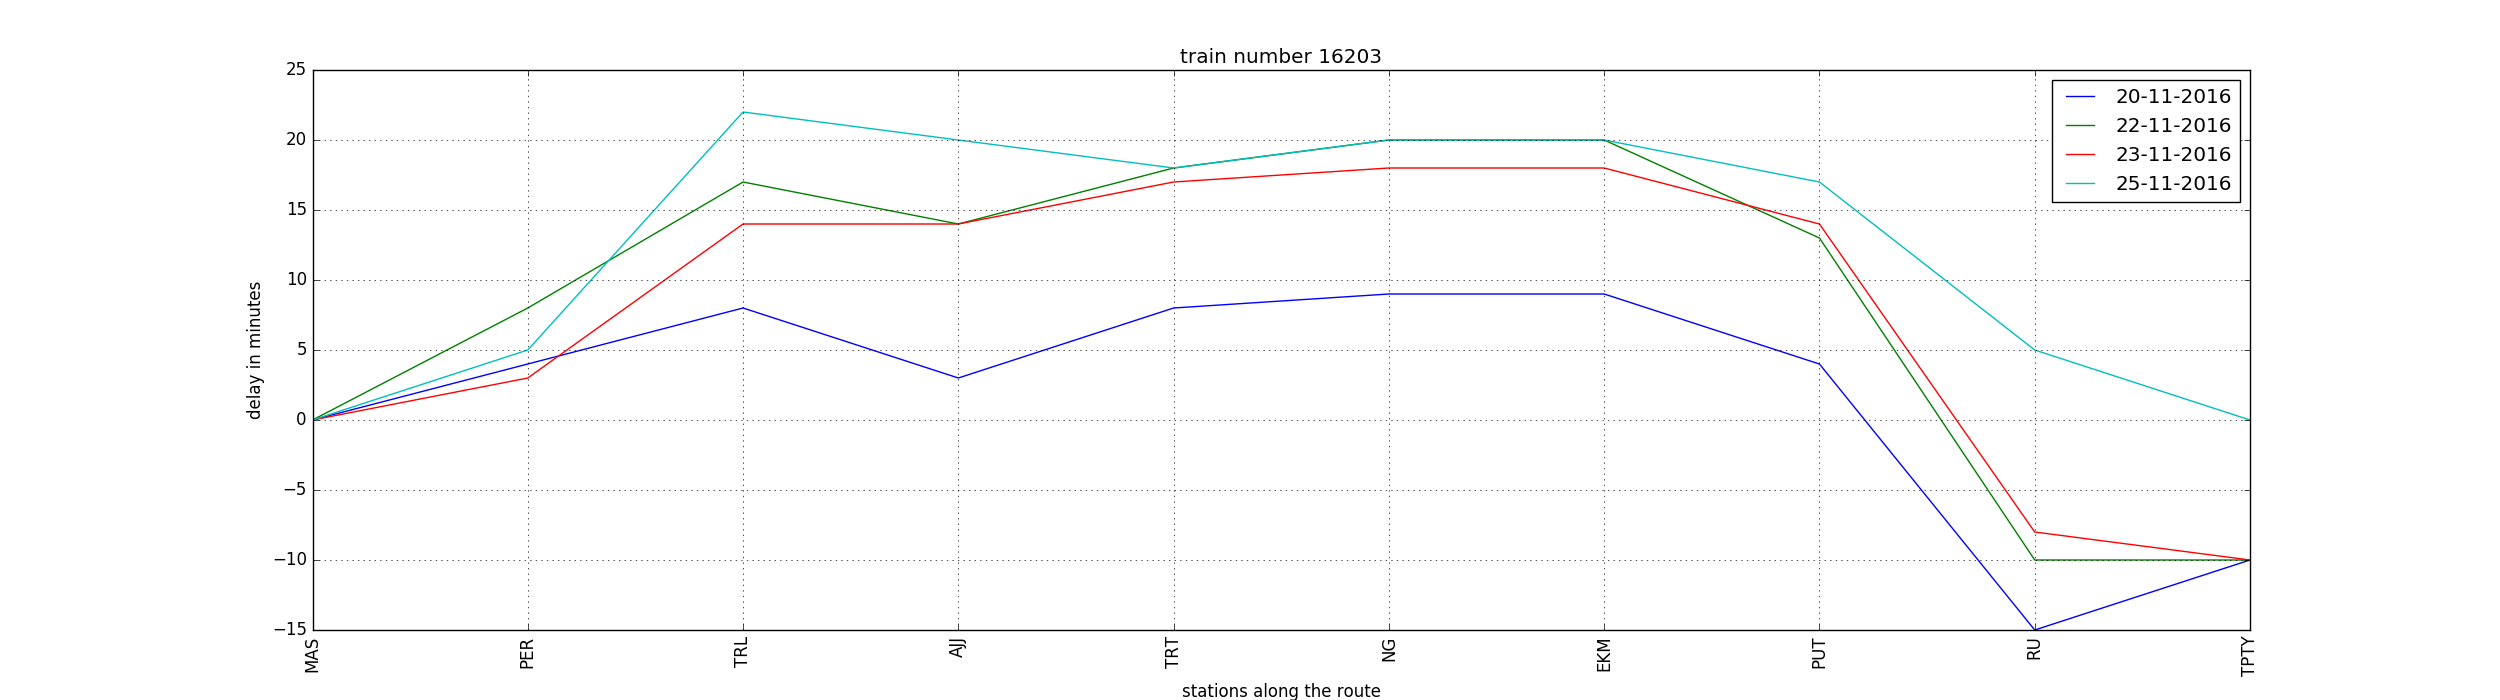 train number 16203
25
20
15
10
5
0
−5
−10
−15
delay in minutes
20-11-2016
22-11-2016
23-11-2016
25-11-2016
MAS
PER
TRL
AJJ
TRT
NG
EKM
PUT
RU
TPTY
stations along the route